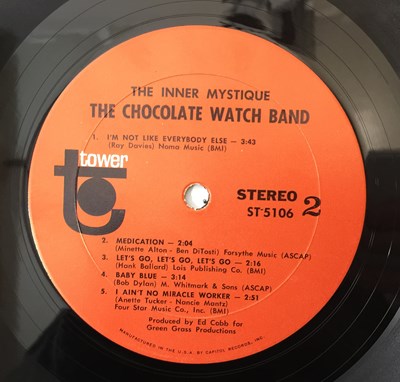 THE INNER MYSTIQUE
THE CHOCOLATE WATCH BAND
1. I'M NOT LIKE EVERYBODY ELSE — 3:43
(Ray Davies) Noma Music (BMI)
tower
t
STEREO 2
ST-5106
2. MEDICATION — 2:04
(Minette Alton - Ben DiTosti) Forsythe Music (ASCAP)
3. LET'S GO, LET'S GO, LET'S GO — 2:16
(Hank Ballard) Lois Publishing Co. (BMI)
4. BABY BLUE — 3:14
(Bob Dylan) M. Whitmark & Sons (ASCAP)
5. I AIN'T NO MIRACLE WORKER — 2:51
(Anette Tucker - Nancie Mantz)
Four Star Music Co., Inc. (BMI)
Produced by Ed Cobb for
Green Grass Productions
MANUFACTURED IN THE U.S.A. BY CAPITOL RECORDS, INC.